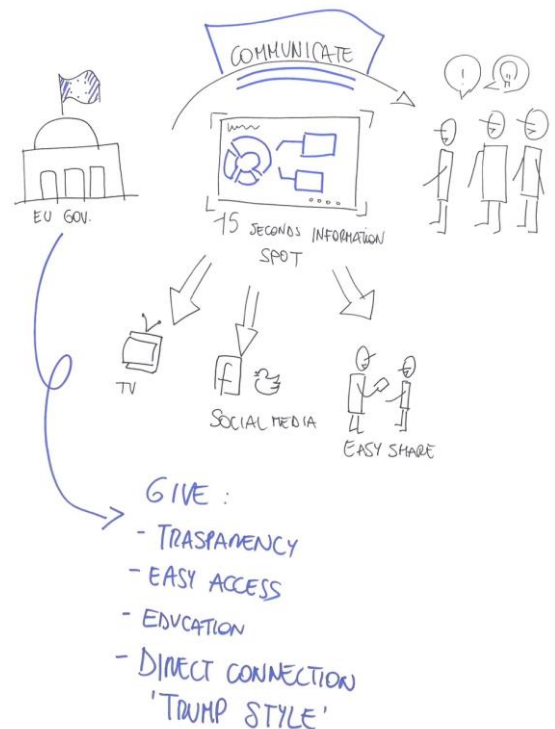 COMMUNICATE
! 
EU GOV.
15 SECONDS INFORMATION
SPOT
TV
f
SOCIAL MEDIA
EASY SHARE
GIVE :
- TRASPARENCY
- EASY ACCESS
- EDUCATION
- DIRECT CONNECTION
'TRUMP STYLE'